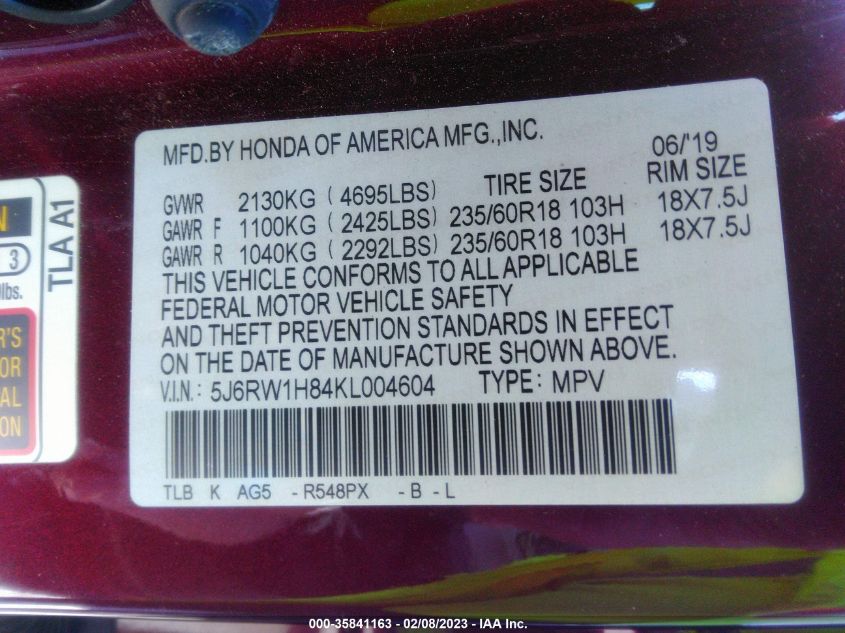 MFD.BY HONDA OF AMERICA MFG.,INC. 06/'19
TIRE SIZE RIM SIZE
GVWR 2130KG ( 4695LBS)
GAWR F 1100KG ( 2425LBS) 235/60R18 103H 18X7.5J
GAWR R 1040KG ( 2292LBS) 235/60R18 103H 18X7.5J
THIS VEHICLE CONFORMS TO ALL APPLICABLE
FEDERAL MOTOR VEHICLE SAFETY
AND THEFT PREVENTION STANDARDS IN EFFECT
ON THE DATE OF MANUFACTURE SHOWN ABOVE.
V.I.N.: 5J6RW1H84KL004604 TYPE: MPV
TLB K AG5 - R548PX - B - L
TLA A1
N
3
lbs.
R'S
OR
AL
ION
000-35841163 - 02/08/2023 - IAA Inc.